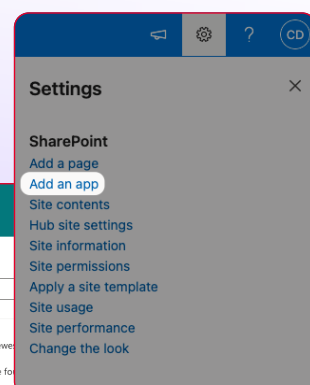 ? CD
Settings
SharePoint
Add a page
Add an app
Site contents
Hub site settings
Site information
Site permissions
Apply a site template
Site usage
Site performance
Change the look